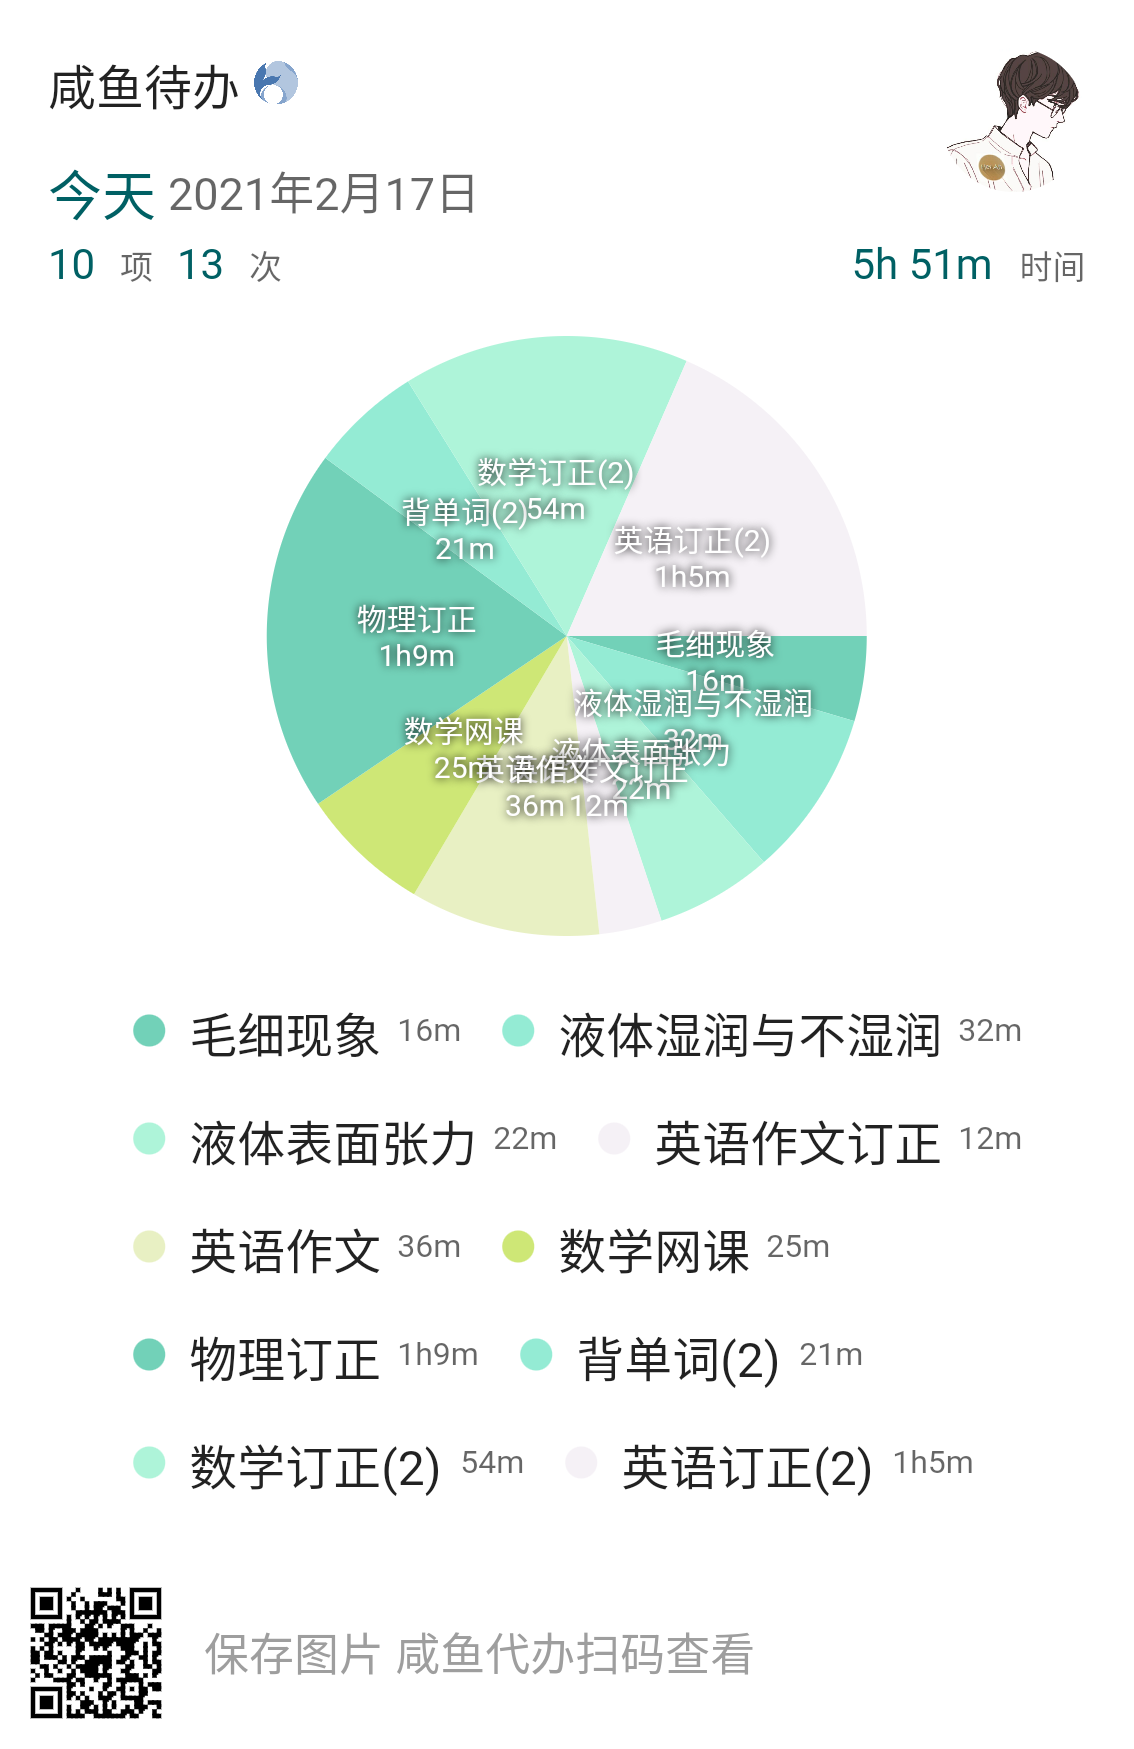 咸鱼待办
今天 2021年2月17日
10 项 13 次 5h 51m 时间
数学订正(2)
54m
背单词(2)
21m
英语订正(2)
1h5m
物理订正
1h9m
毛细现象
16m
液体湿润与不湿润
32m
数学网课
25m
液体表面张力
22m
英语作文
36m
文订正
12m
毛细现象 16m 液体湿润与不湿润 32m
液体表面张力 22m 英语作文订正 12m
英语作文 36m 数学网课 25m
物理订正 1h9m 背单词(2) 21m
数学订正(2) 54m 英语订正(2) 1h5m
保存图片 咸鱼代办扫码查看